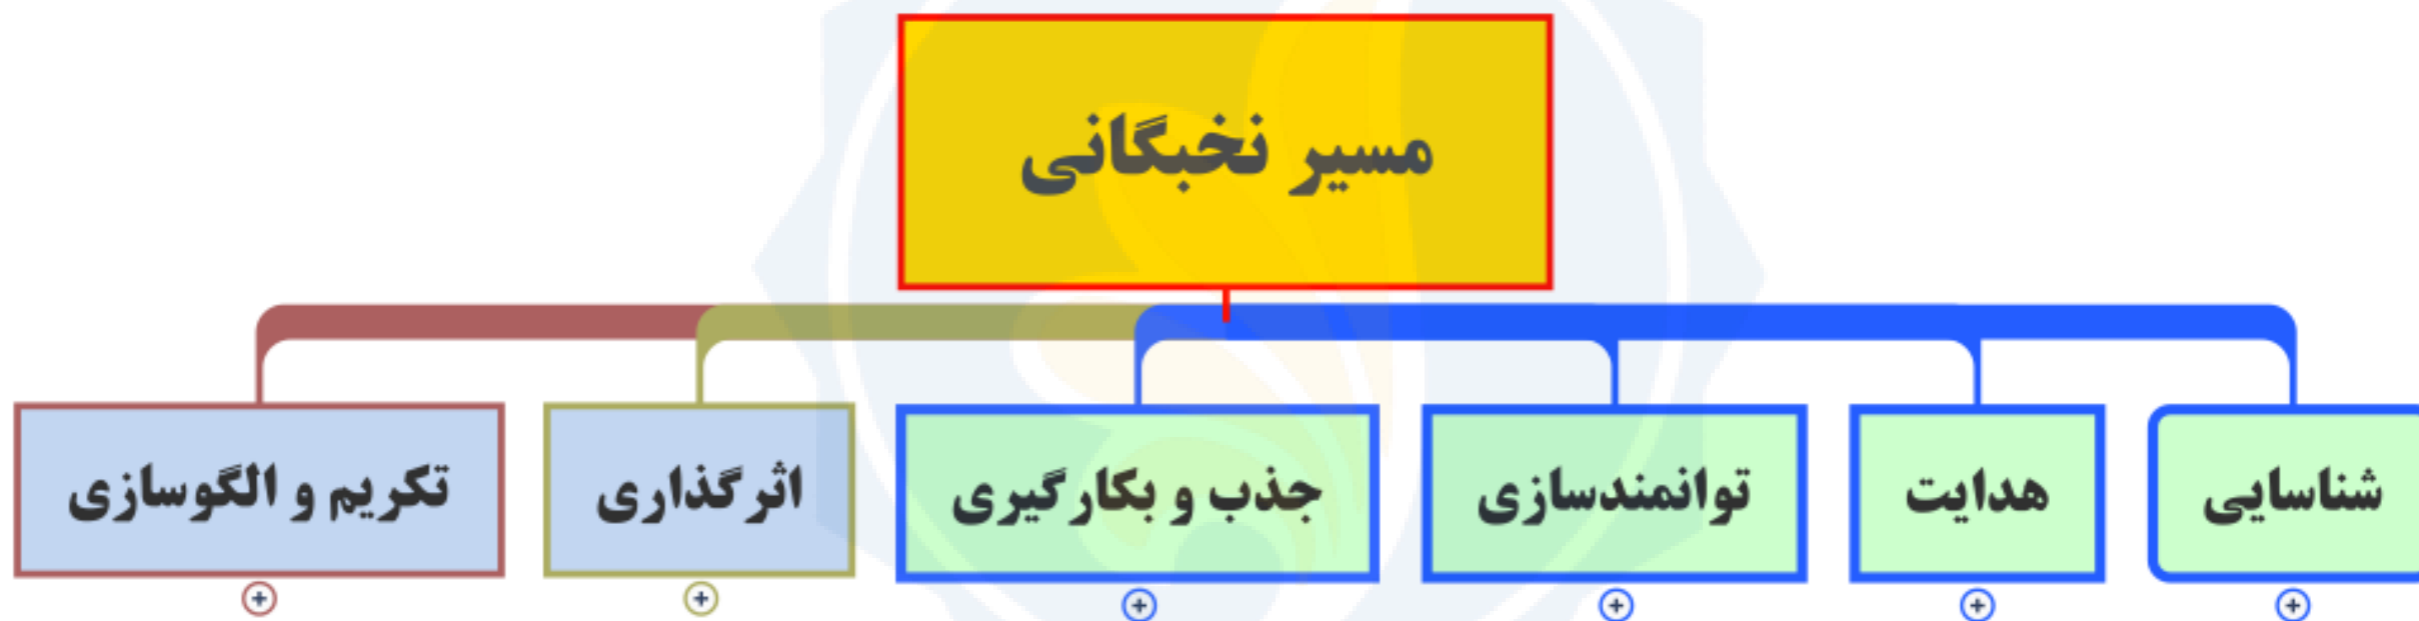 مسیر نخبگانی
شناسایی
هدایت
توانمندسازی
جذب و بکارگیری
اثرگذاری
تکریم و الگوسازی